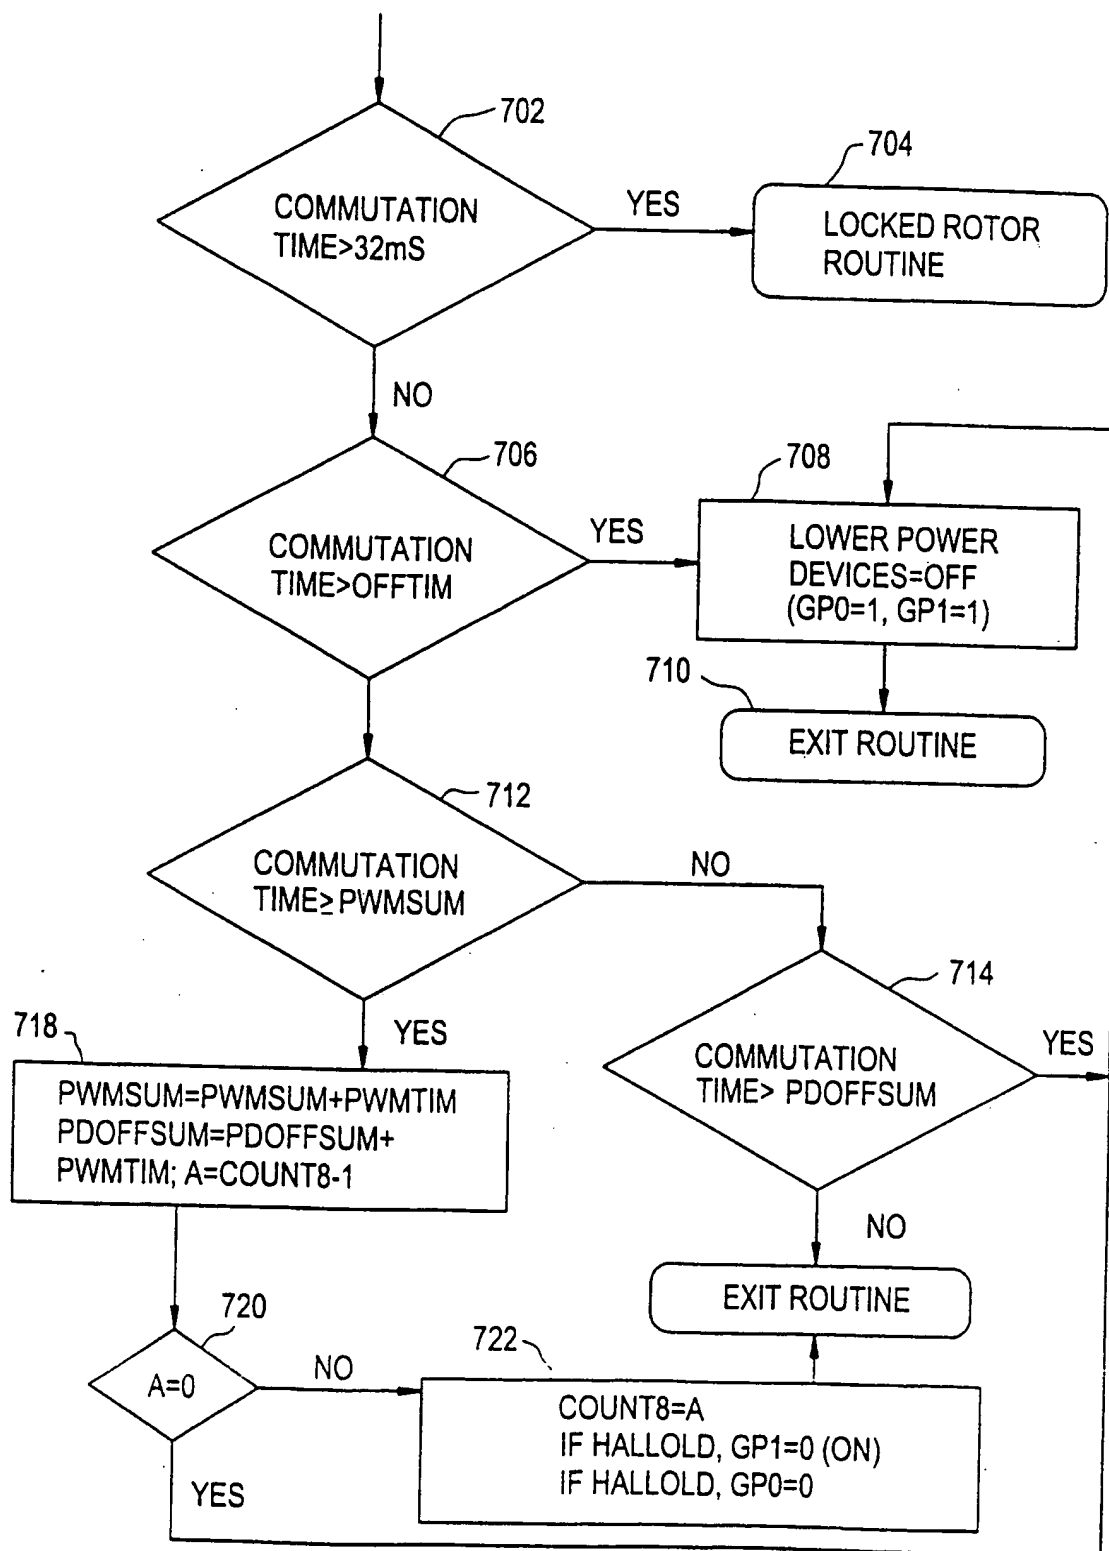 702
COMMUTATION
TIME>32mS
YES
704
LOCKED ROTOR
ROUTINE
NO
706
COMMUTATION
TIME>OFFTIM
YES
708
LOWER POWER
DEVICES=OFF
(GP0=1, GP1=1)
710
EXIT ROUTINE
712
COMMUTATION
TIME≥PWMSUM
NO
714
COMMUTATION
TIME> PDOFFSUM
YES
NO
EXIT ROUTINE
YES
718
PWMSUM=PWMSUM+PWMTIM
PDOFFSUM=PDOFFSUM+
PWMTIM; A=COUNT8-1
720
A=0
NO
722
COUNT8=A
IF HALLOLD, GP1=0 (ON)
IF HALLOLD, GP0=0
YES